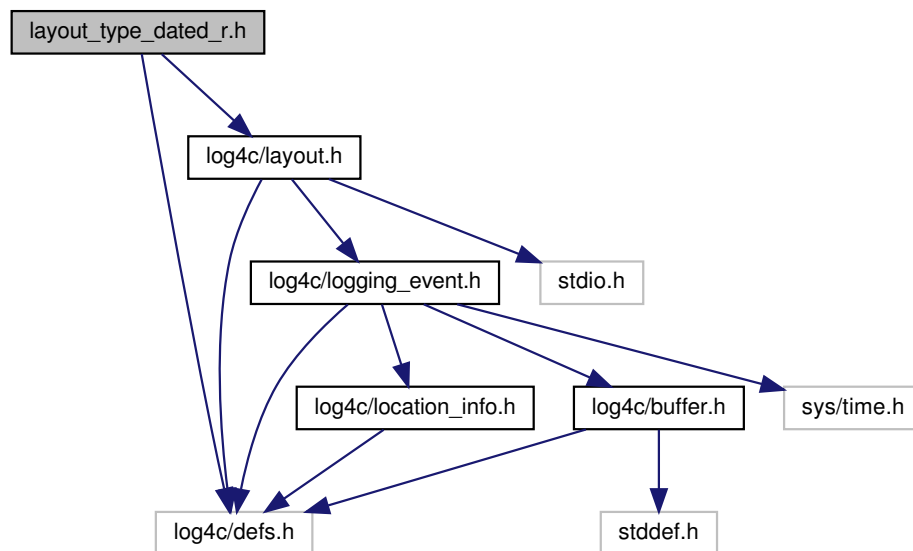 layout_type_dated_r.h
log4c/layout.h
log4c/logging_event.h
stdio.h
log4c/location_info.h
log4c/buffer.h
sys/time.h
log4c/defs.h
stddef.h